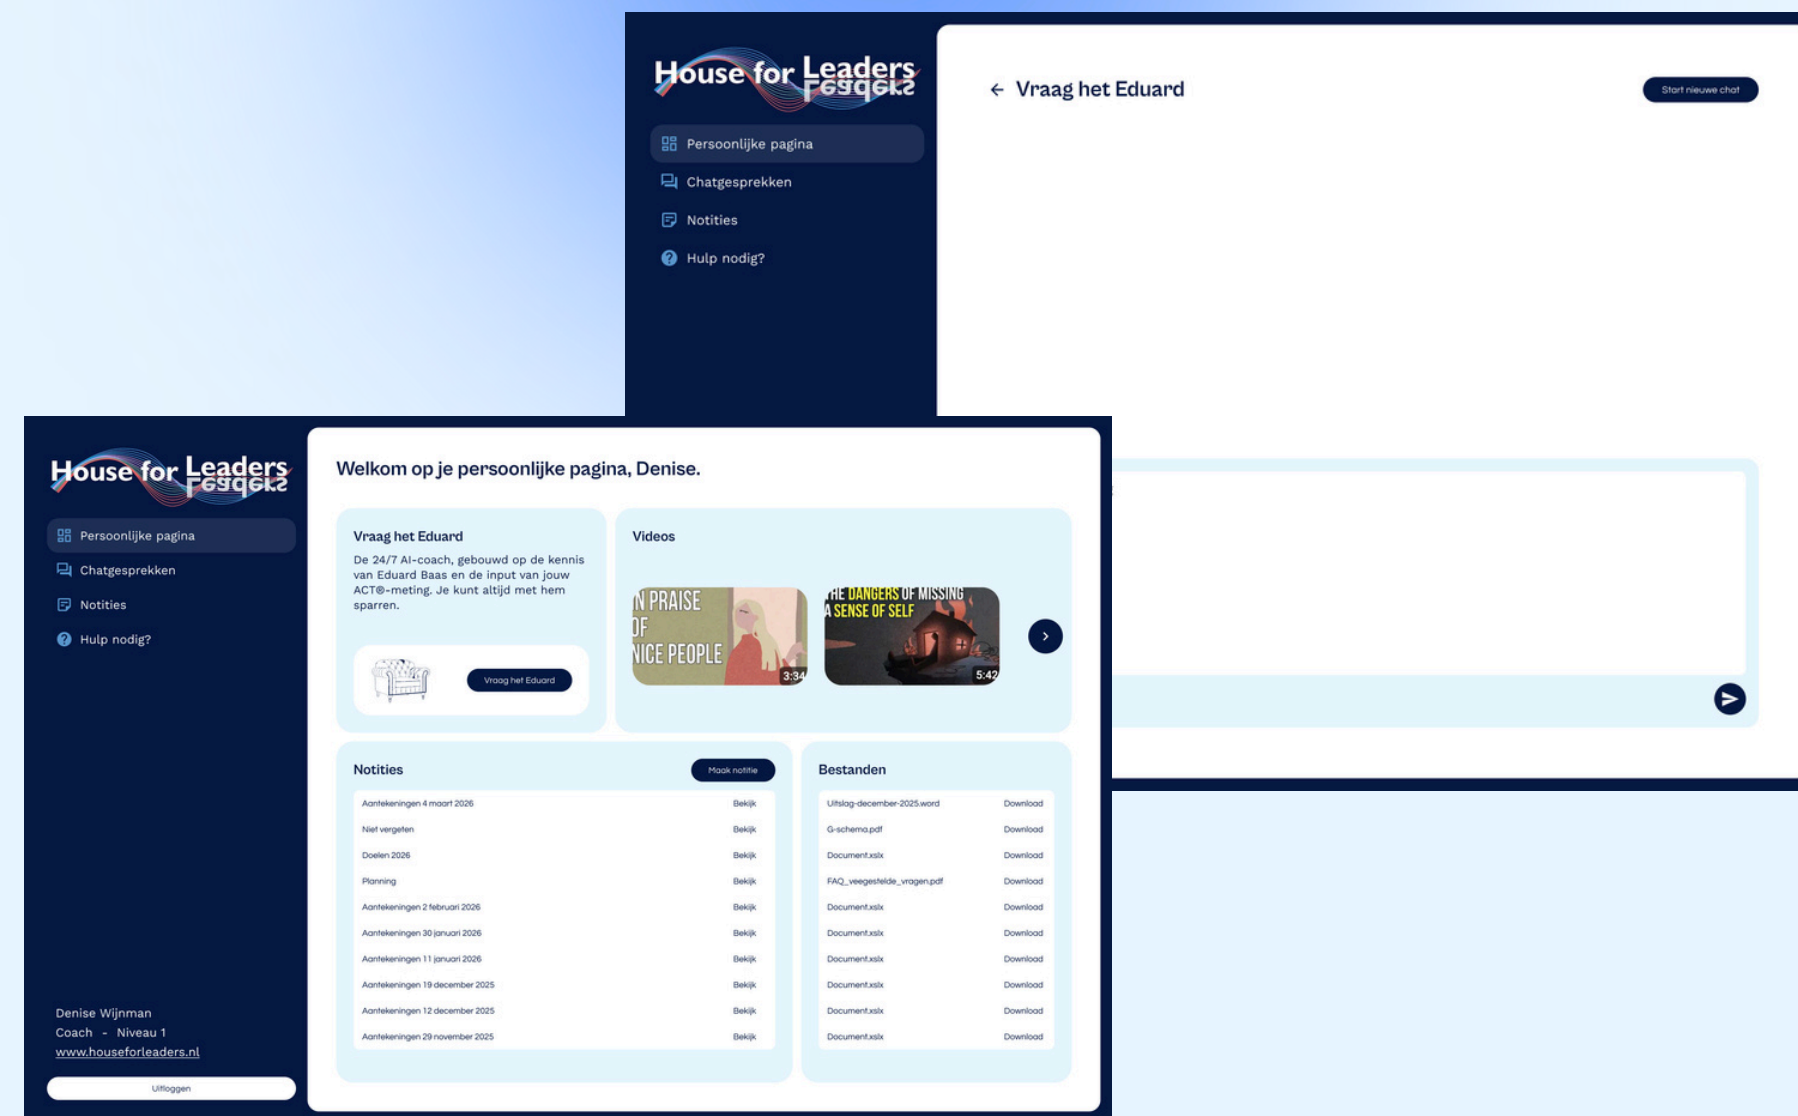 House for Leaders
Persoonlijke pagina
Chatgesprekken
Notities
Hulp nodig?
← Vraag het Eduard
Start nieuwe chat
House for Leaders
Persoonlijke pagina
Chatgesprekken
Notities
Hulp nodig?
Denise Wijnman
Coach - Niveau 1
www.houseforleaders.nl
Uitloggen
Welkom op je persoonlijke pagina, Denise.
Vraag het Eduard
De 24/7 AI-coach, gebouwd op de kennis
van Eduard Baas en de input van jouw
ACT®-meting. Je kunt altijd met hem
sparren.
Vraag het Eduard
Videos
N PRAISE
OF
NICE PEOPLE
3:34
THE DANGERS OF MISSING
A SENSE OF SELF
5:42
Notities
Maak notitie
Aantekeningen 4 maart 2026 Bekijk
Niet vergeten Bekijk
Doelen 2026 Bekijk
Planning Bekijk
Aantekeningen 2 februari 2026 Bekijk
Aantekeningen 30 januari 2026 Bekijk
Aantekeningen 11 januari 2026 Bekijk
Aantekeningen 19 december 2025 Bekijk
Aantekeningen 12 december 2025 Bekijk
Aantekeningen 29 november 2025 Bekijk
Bestanden
Uitslag-december-2025.word Download
G-schema.pdf Download
Document.xslx Download
FAQ_veegestelde_vragen.pdf Download
Document.xslx Download
Document.xslx Download
Document.xslx Download
Document.xslx Download
Document.xslx Download
Document.xslx Download